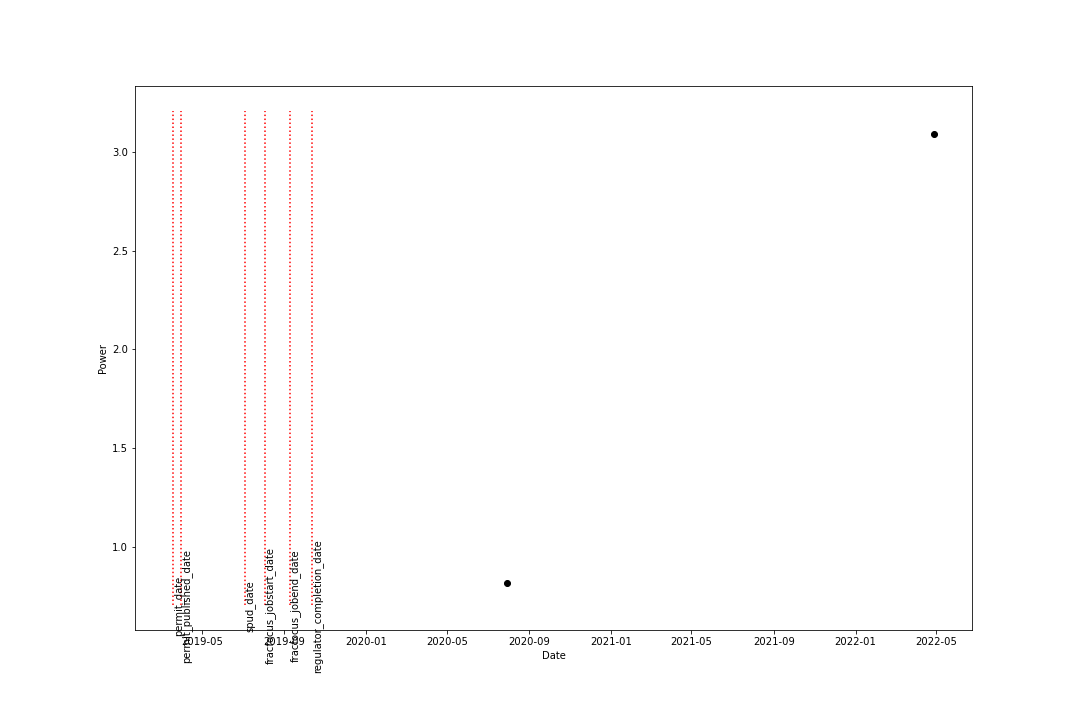 3.0
2.5
2.0
1.5
1.0
Power
permit_date
permit_published_date
spud_date
fracfocus_jobstart_date
fracfocus_jobend_date
regulator_completion_date
2019-05
2019-09
2020-01
2020-05
2020-09
2021-01
2021-05
2021-09
2022-01
2022-05
Date